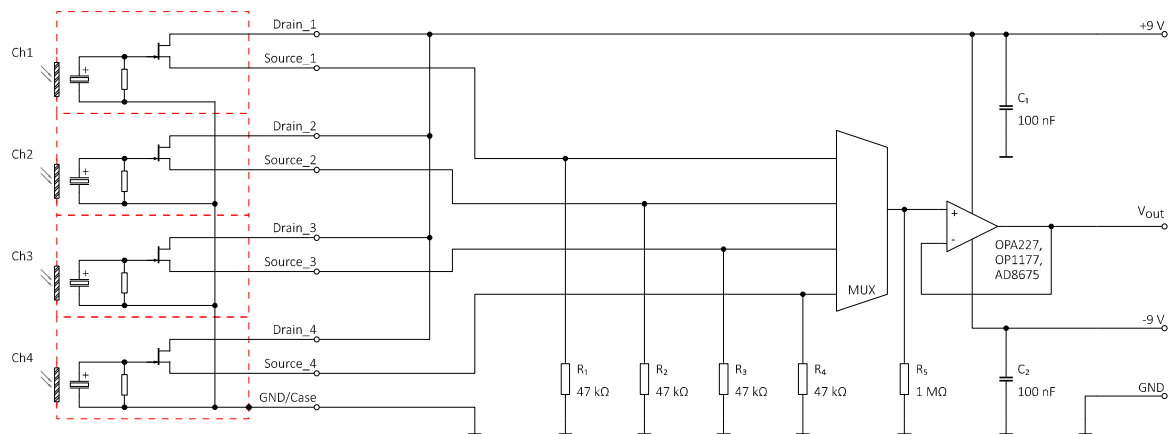 Drain_1
+9 V
Ch1
+
Source_1
C₁
100 nF
Drain_2
Ch2
+
Source_2
Drain_3
Ch3
+
Source_3
+
-
Vout
OPA227,
OP1177,
AD8675
MUX
Drain_4
-9 V
Ch4
+
Source_4
R₁
47 kΩ
R₂
47 kΩ
R₃
47 kΩ
R₄
47 kΩ
R₅
1 MΩ
C₂
100 nF
GND/Case
GND